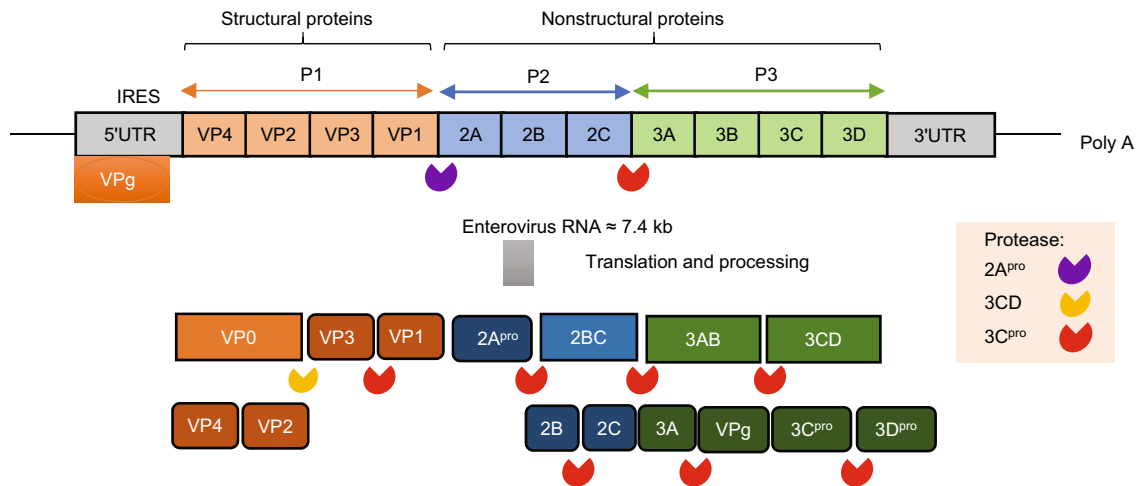 Structural proteins
Nonstructural proteins
P1
P2
P3
IRES
5'UTR VP4 VP2 VP3 VP1 2A 2B 2C 3A 3B 3C 3D 3'UTR
Poly A
VPg
Enterovirus RNA ≈ 7.4 kb
Translation and processing
Protease:
2Apro
3CD
3Cpro
VP0 VP3 VP1 2Apro 2BC 3AB 3CD
VP4 VP2 2B 2C 3A VPg 3Cpro 3Dpro